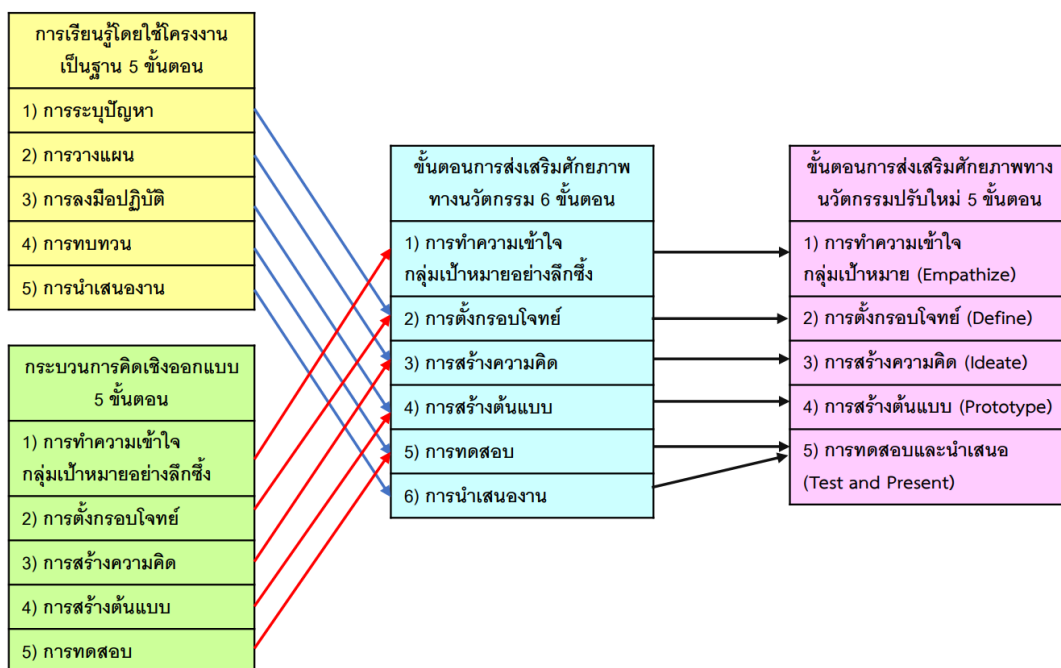 การเรียนรู้โดยใช้โครงงาน
เป็นฐาน 5 ขั้นตอน
1) การระบุปัญหา
2) การวางแผน
3) การลงมือปฏิบัติ
4) การทบทวน
5) การนำเสนองาน
กระบวนการคิดเชิงออกแบบ
5 ขั้นตอน
1) การทำความเข้าใจ
กลุ่มเป้าหมายอย่างลึกซึ้ง
2) การตั้งกรอบโจทย์
3) การสร้างความคิด
4) การสร้างต้นแบบ
5) การทดสอบ
ขั้นตอนการส่งเสริมศักยภาพ
ทางนวัตกรรม 6 ขั้นตอน
1) การทำความเข้าใจ
กลุ่มเป้าหมายอย่างลึกซึ้ง
2) การตั้งกรอบโจทย์
3) การสร้างความคิด
4) การสร้างต้นแบบ
5) การทดสอบ
6) การนำเสนองาน
ขั้นตอนการส่งเสริมศักยภาพทาง
นวัตกรรมปรับใหม่ 5 ขั้นตอน
1) การทำความเข้าใจ
กลุ่มเป้าหมาย (Empathize)
2) การตั้งกรอบโจทย์ (Define)
3) การสร้างความคิด (Ideate)
4) การสร้างต้นแบบ (Prototype)
5) การทดสอบและนำเสนอ
(Test and Present)